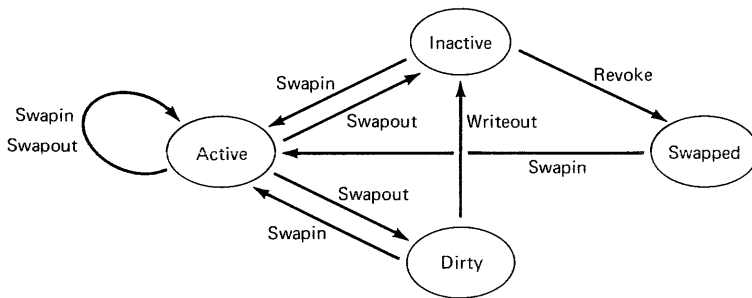 Inactive
Swapin
Revoke
Swapin
Swapout
Writeout
Swapout
Active
Swapped
Swapin
Swapout
Swapin
Dirty